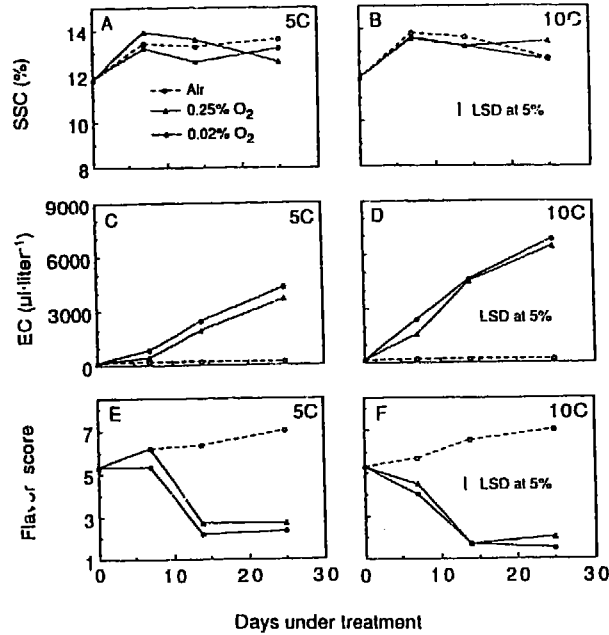 14 A 5C B 10C
12
SSC (%)
10
8
Air
0.25% O₂
0.02% O₂
LSD at 5%
9000 C 5C D 10C
6000
EC (µl·liter⁻¹)
3000
0
LSD at 5%
E 5C F 10C
7
5
Flavor score
3
1
LSD at 5%
0 10 20 30 0 10 20 30
Days under treatment